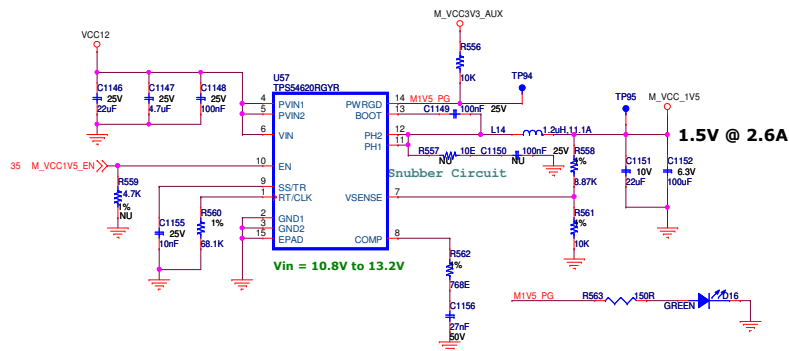 M_VCC3V3_AUX
VCC12
R556
10K
U57
TPS54620RGYR
C1146
25V
22uF
C1147
25V
4.7uF
C1148
25V
100nF
4
PVIN1
5
PVIN2
6
VIN
10
EN
9
SS/TR
1
RT/CLK
2
GND1
3
GND2
15
EPAD
14
PWRGD
13
BOOT
12
PH2
11
PH1
7
VSENSE
8
COMP
M1V5_PG
TP94
C1149
100nF
25V
L14
1.2uH,11.1A
TP95
M_VCC_1V5
1.5V @ 2.6A
R557
NU
10E
C1150
NU
100nF
25V
Snubber Circuit
R558
1%
8.87K
C1151
10V
22uF
C1152
6.3V
100uF
35
M_VCC1V5_EN
R559
4.7K
1%
NU
C1155
25V
10nF
R560
1%
68.1K
R561
1%
10K
Vin = 10.8V to 13.2V
R562
1%
768E
C1156
27nF
50V
M1V5_PG
R563
150R
GREEN
D16